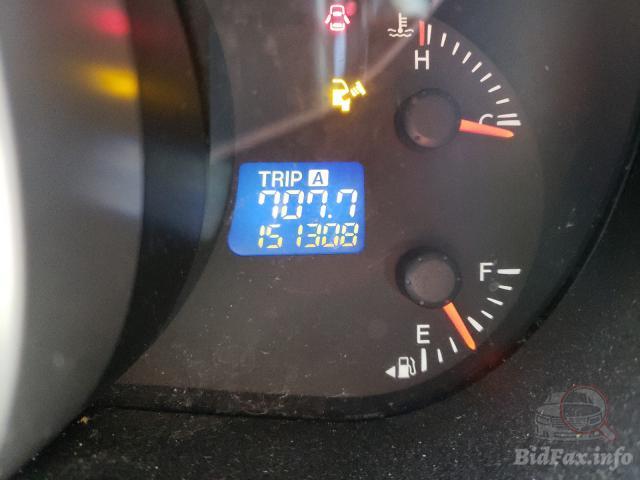 H
C
TRIP A
707.7
151308
F
E
BidFax.info